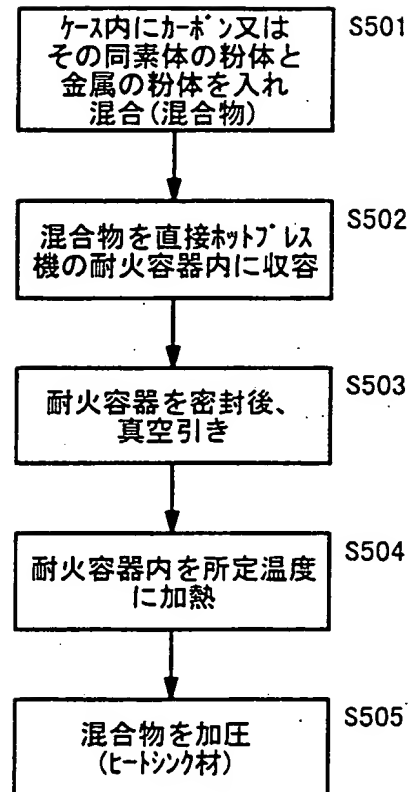 ケース内にカーボン又は
その同素体の粉体と
金属の粉体を入れ
混合(混合物)
S501
混合物を直接ホットプレス
機の耐火容器内に収容
S502
耐火容器を密封後、
真空引き
S503
耐火容器内を所定温度
に加熱
S504
混合物を加圧
(ヒートシンク材)
S505